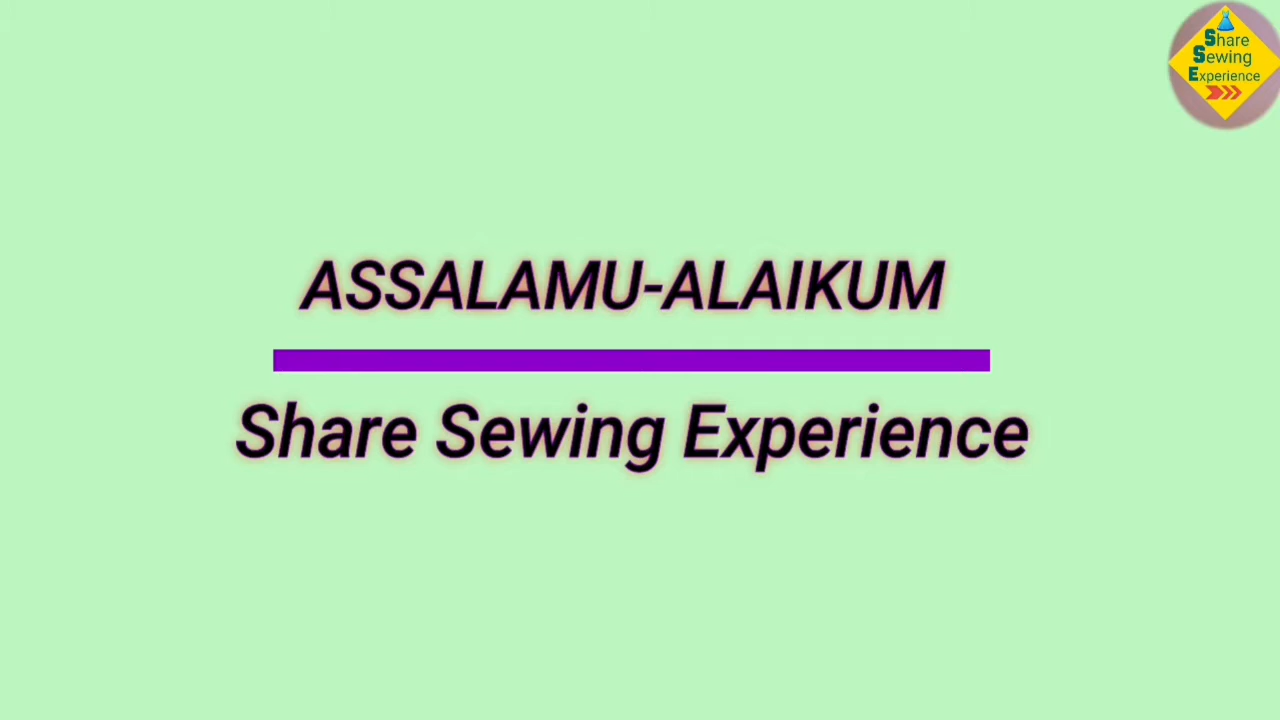 Share
Sewing
Experience
ASSALAMU-ALAIKUM
Share Sewing Experience